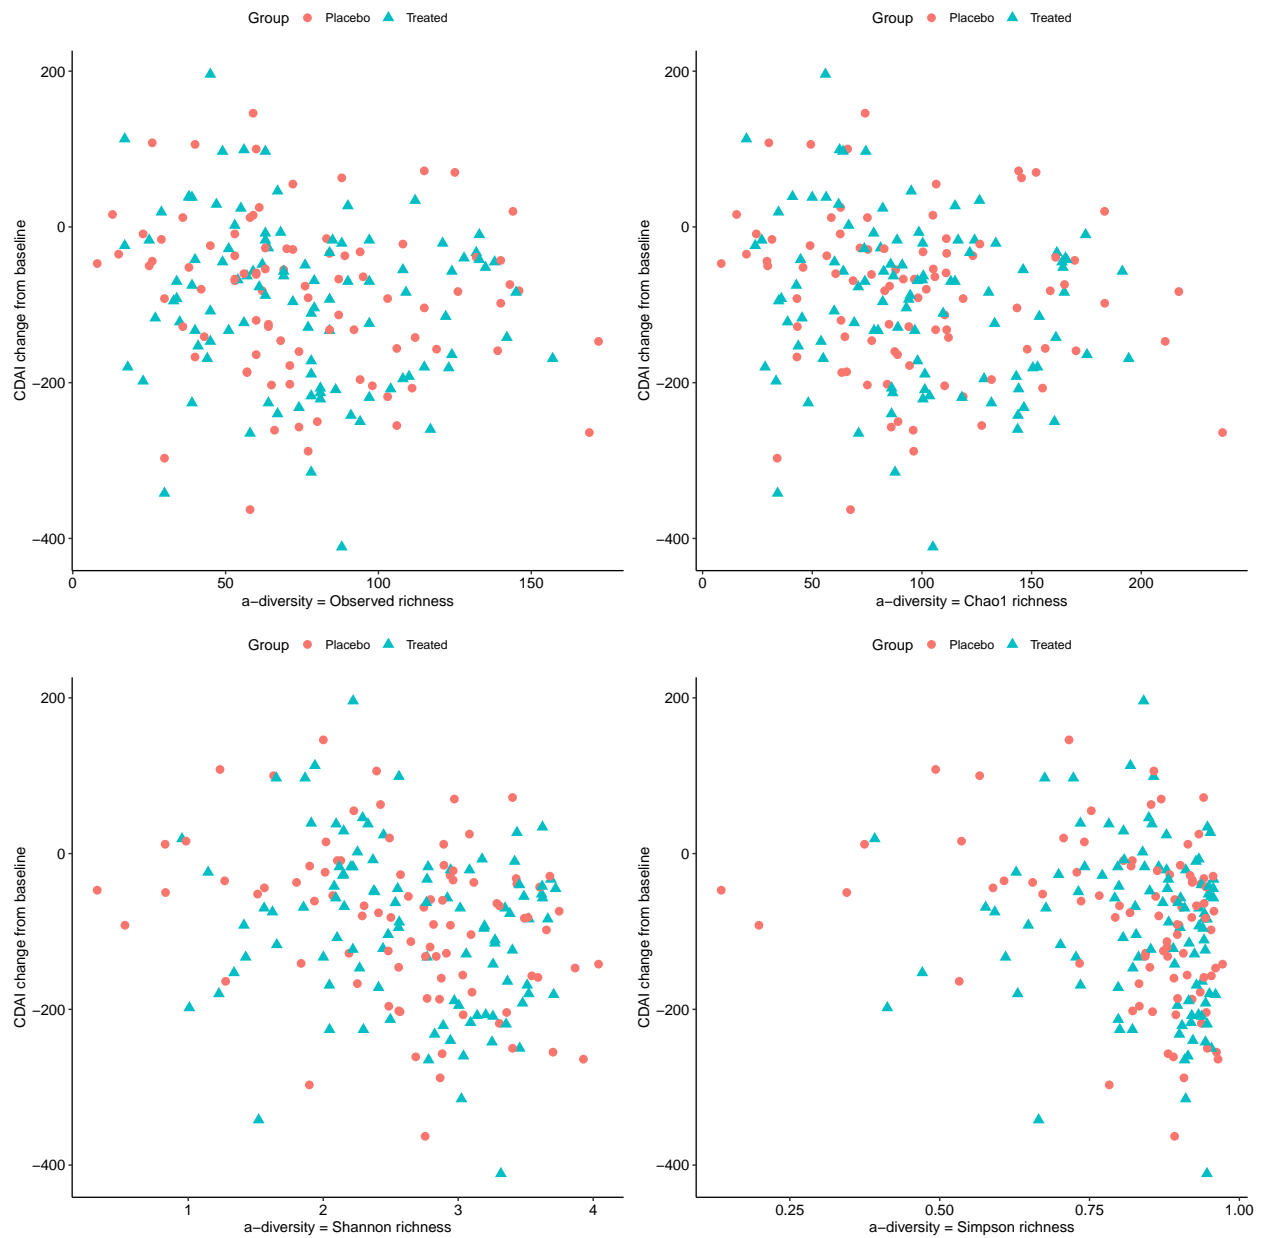 Group Placebo Treated
200
0
−200
−400
CDAI change from baseline
0 50 100 150
a−diversity = Observed richness
Group Placebo Treated
200
0
−200
−400
CDAI change from baseline
0 50 100 150 200
a−diversity = Chao1 richness
Group Placebo Treated
200
0
−200
−400
CDAI change from baseline
1 2 3 4
a−diversity = Shannon richness
Group Placebo Treated
200
0
−200
−400
CDAI change from baseline
0.25 0.50 0.75 1.00
a−diversity = Simpson richness